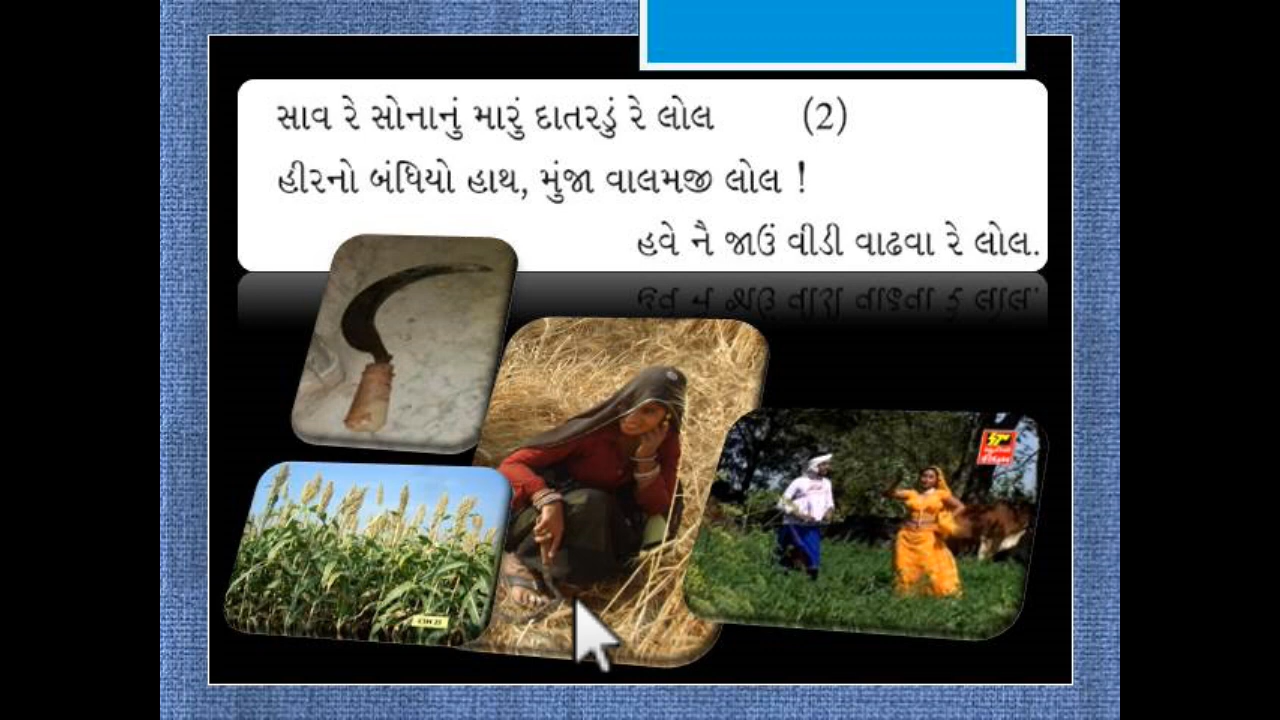 સાવ રે સોનાનું મારું દાતરડું રે લોલ (2)
હીરનો બંધિયો હાથ, મુંજા વાલમજી લોલ !
હવે નૈ જાઉં વીડી વાઢવા રે લોલ.